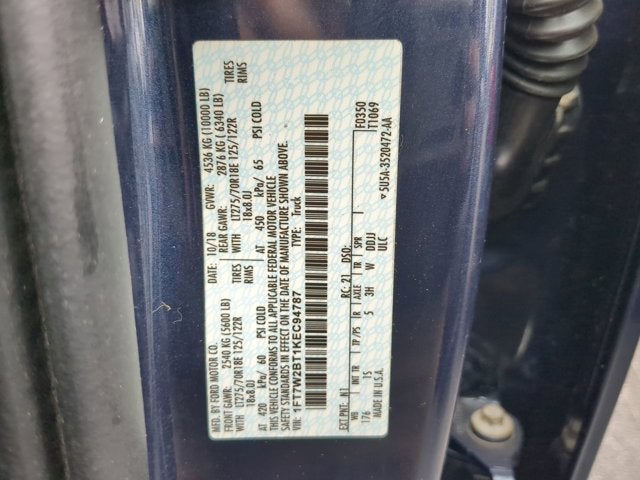 MFD. BY FORD MOTOR CO.
10/18
GVWR: 4536 KG (10000 LB)
FRONT GAWR: 2540 KG (5600 LB)
REAR GAWR: 2876 KG (6340 LB)
LT275/70R18E 125/122R TIRES WITH LT275/70R18E 125/122R TIRES
18x8.0J RIMS 18x8.0J RIMS
AT 420 kPa/ 60 PSI COLD AT 450 kPa/ 65 PSI COLD
THIS VEHICLE CONFORMS TO ALL APPLICABLE FEDERAL MOTOR VEHICLE
SAFETY STANDARDS IN EFFECT ON THE DATE OF MANUFACTURE SHOWN ABOVE.
VIN: 1FT7W2BT1KEC94787 TYPE: Truck
F0350
T1069
EXT PNT: N1 RC: 21 DSO:
WB INT TR TP/PS R AXLE TR SPR
176 1S 5 3H W DDJJ
MADE IN U.S.A. ULC
5U5A-3520472-AA